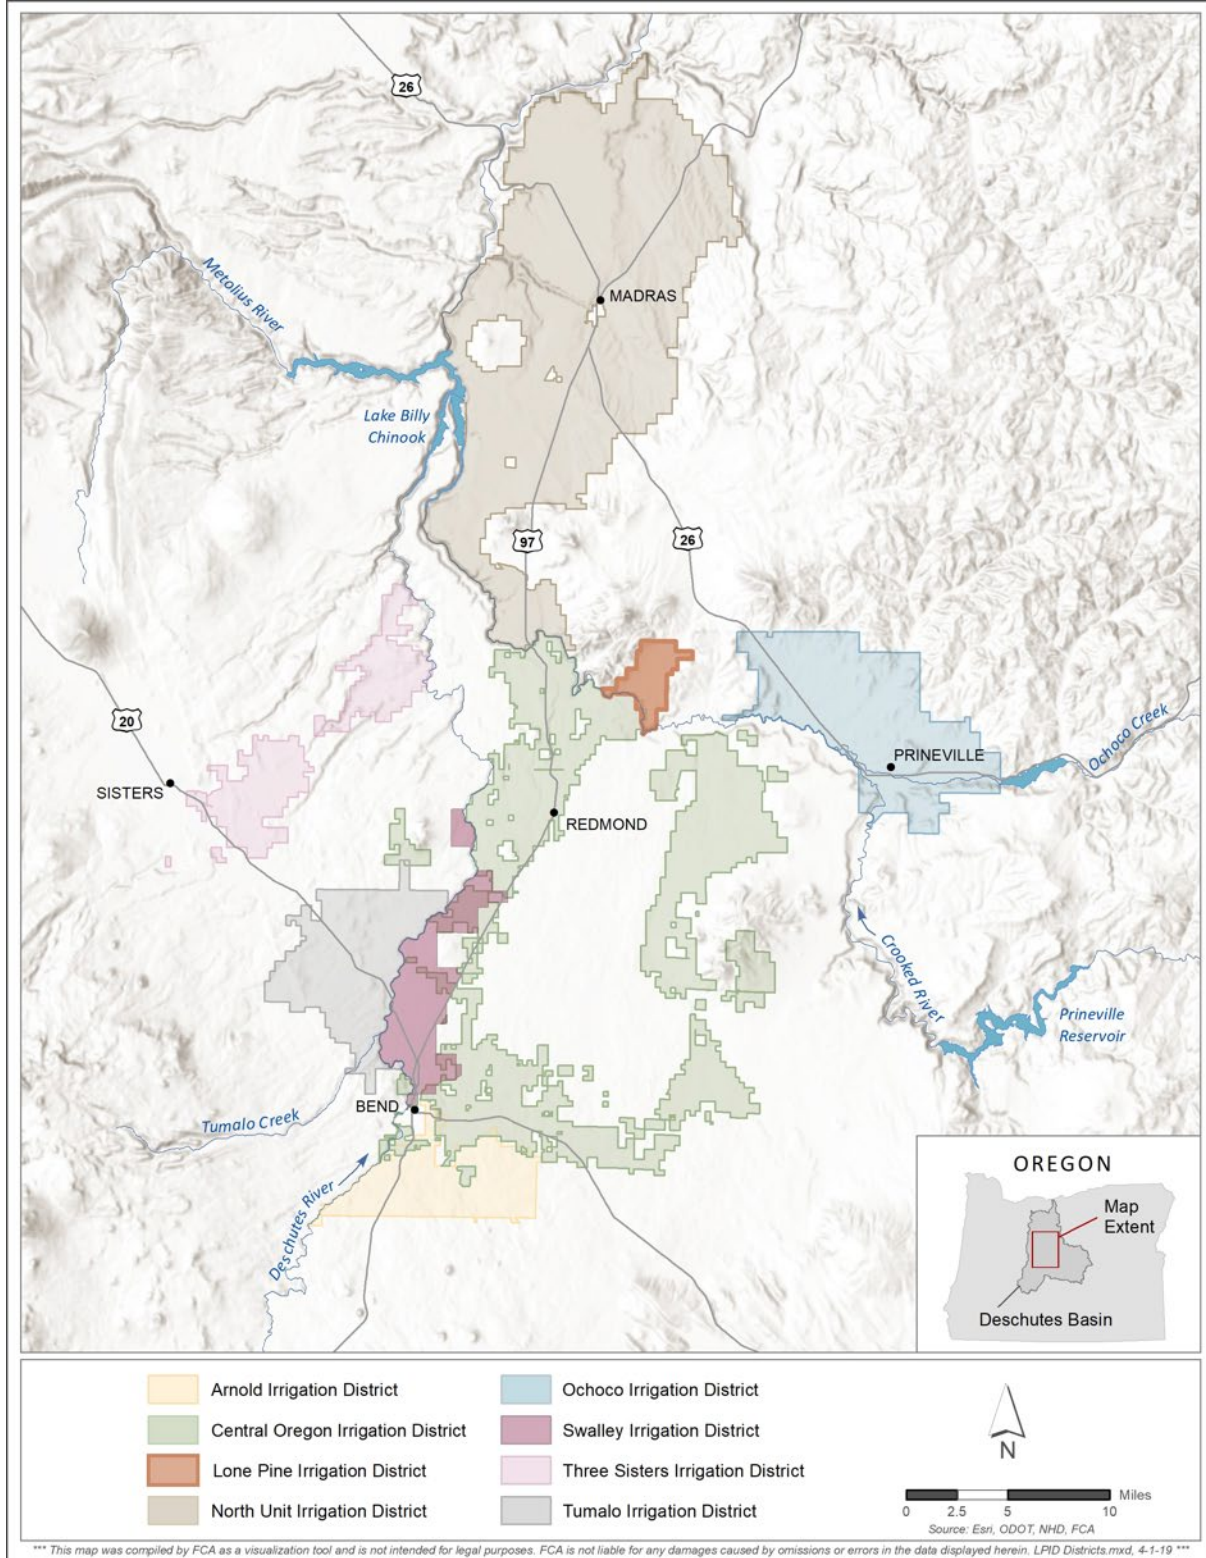 26
Metolius River
MADRAS
Lake Billy
Chinook
97
26
20
SISTERS
PRINEVILLE
Ochoco Creek
REDMOND
Crooked River
Prineville
Reservoir
BEND
Tumalo Creek
Deschutes River
OREGON
Map
Extent
Deschutes Basin
Arnold Irrigation District
Central Oregon Irrigation District
Lone Pine Irrigation District
North Unit Irrigation District
Ochoco Irrigation District
Swalley Irrigation District
Three Sisters Irrigation District
Tumalo Irrigation District
N
Miles
0 2.5 5 10
Source: Esri, ODOT, NHD, FCA
*** This map was compiled by FCA as a visualization tool and is not intended for legal purposes. FCA is not liable for any damages caused by omissions or errors in the data displayed herein. LPID Districts.mxd, 4-1-19 ***